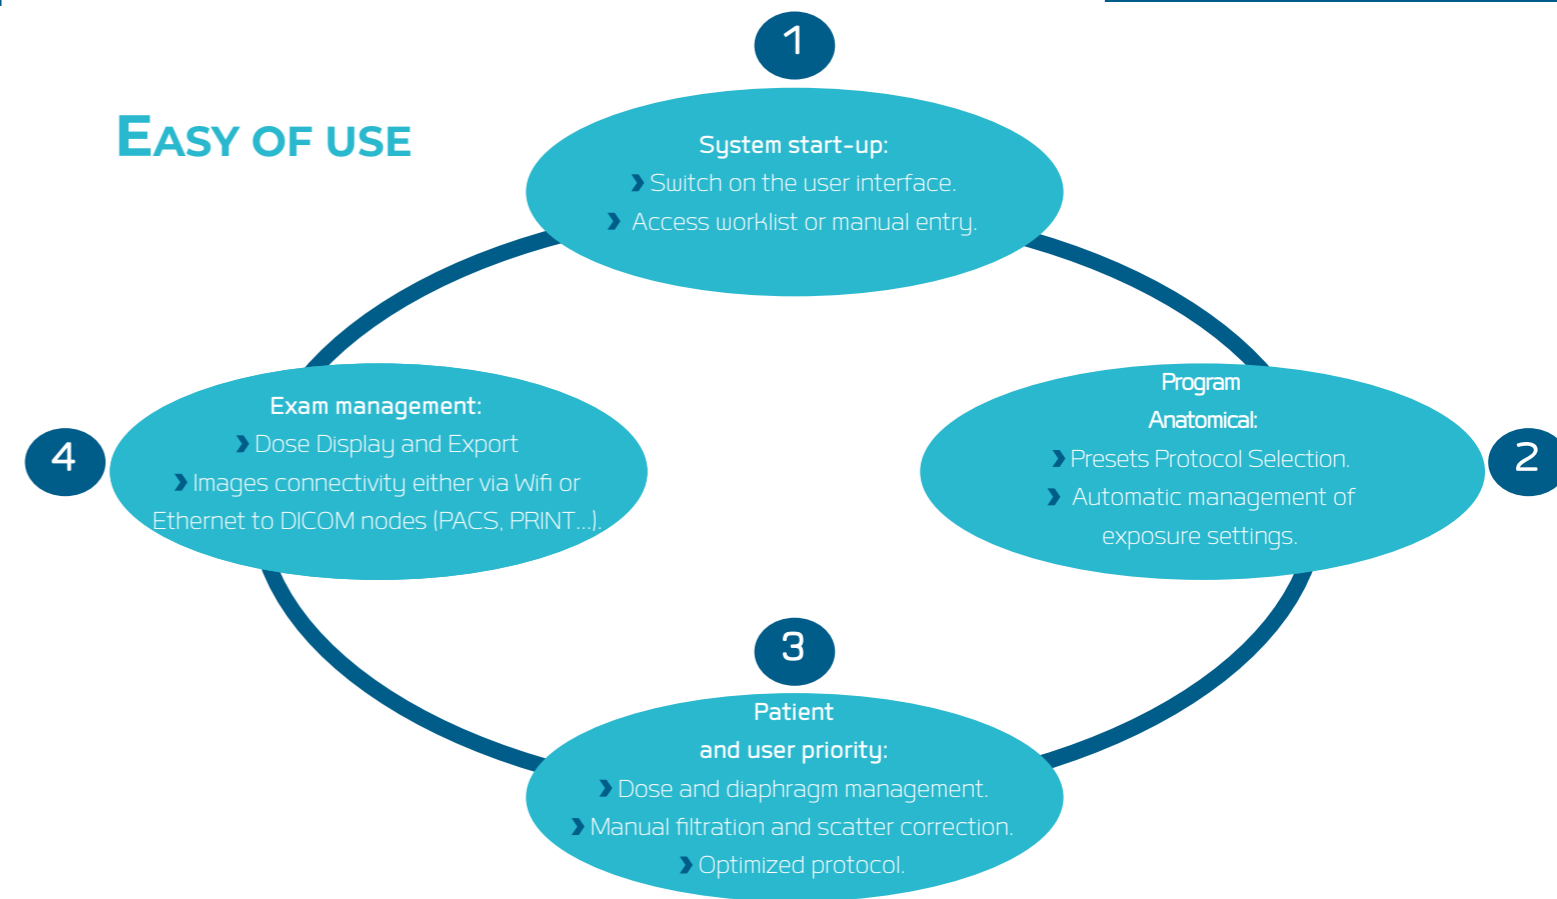 EASY OF USE
1
System start-up:
❯ Switch on the user interface.
❯ Access worklist or manual entry.
2
Program
Anatomical:
❯ Presets Protocol Selection.
❯ Automatic management of
exposure settings.
3
Patient
and user priority:
❯ Dose and diaphragm management.
❯ Manual filtration and scatter correction.
❯ Optimized protocol.
4
Exam management:
❯ Dose Display and Export
❯ Images connectivity either via Wifi or
Ethernet to DICOM nodes (PACS, PRINT...).